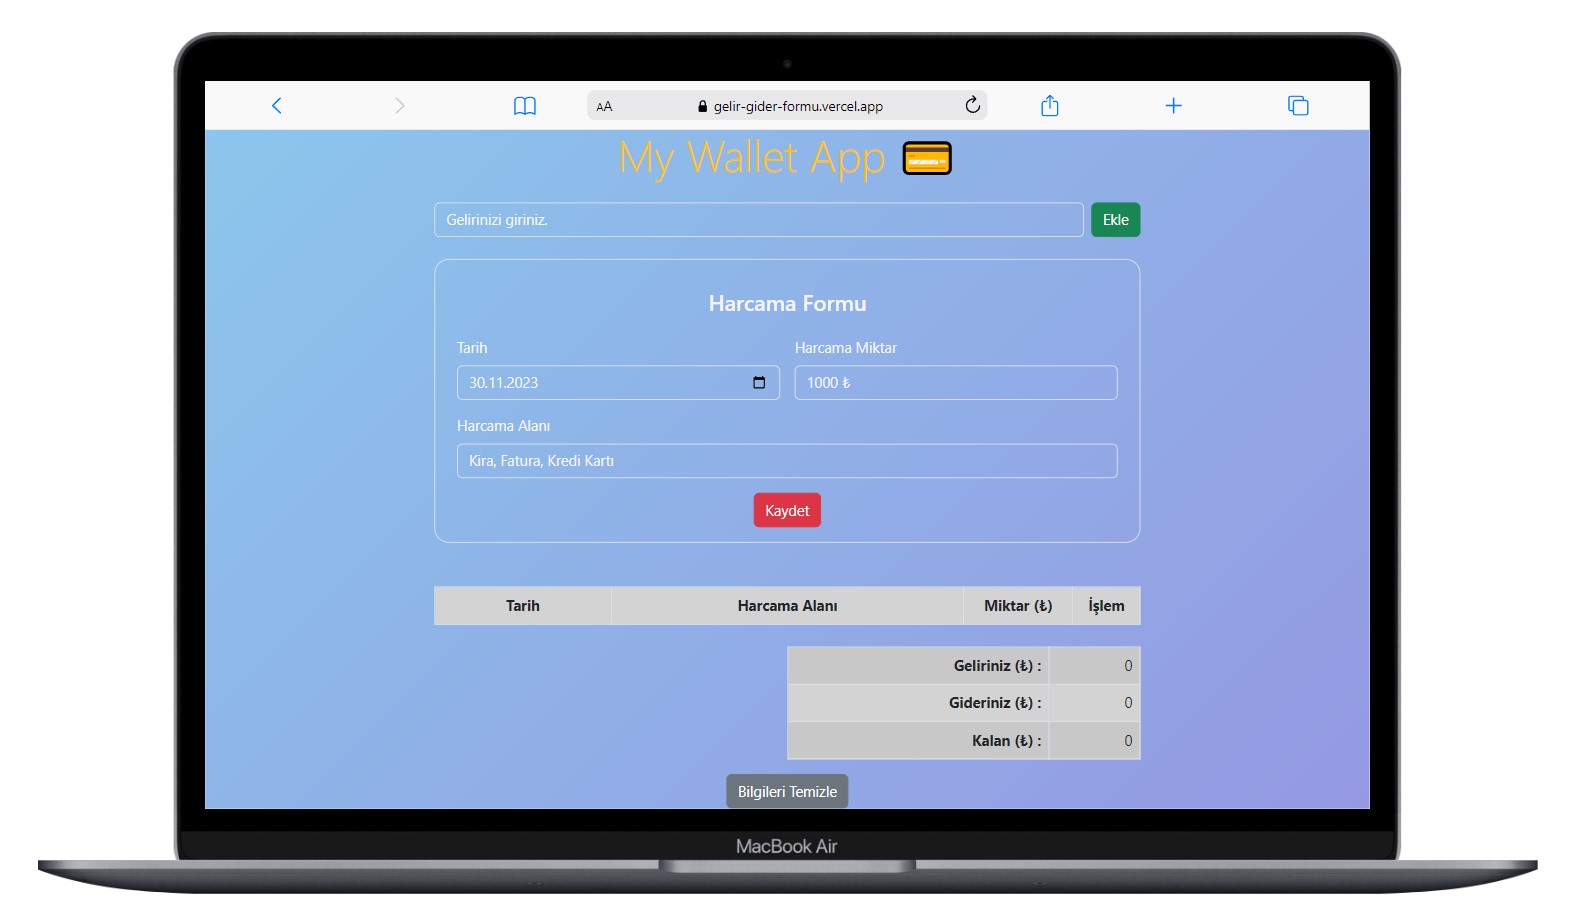 AA gelir-gider-formu.vercel.app
My Wallet App
Gelirinizi giriniz. Ekle
Harcama Formu
Tarih Harcama Miktar
30.11.2023 1000 ₺
Harcama Alanı
Kira, Fatura, Kredi Kartı
Kaydet
Tarih Harcama Alanı Miktar (₺) İşlem
Geliriniz (₺) : 0
Gideriniz (₺) : 0
Kalan (₺) : 0
Bilgileri Temizle
MacBook Air